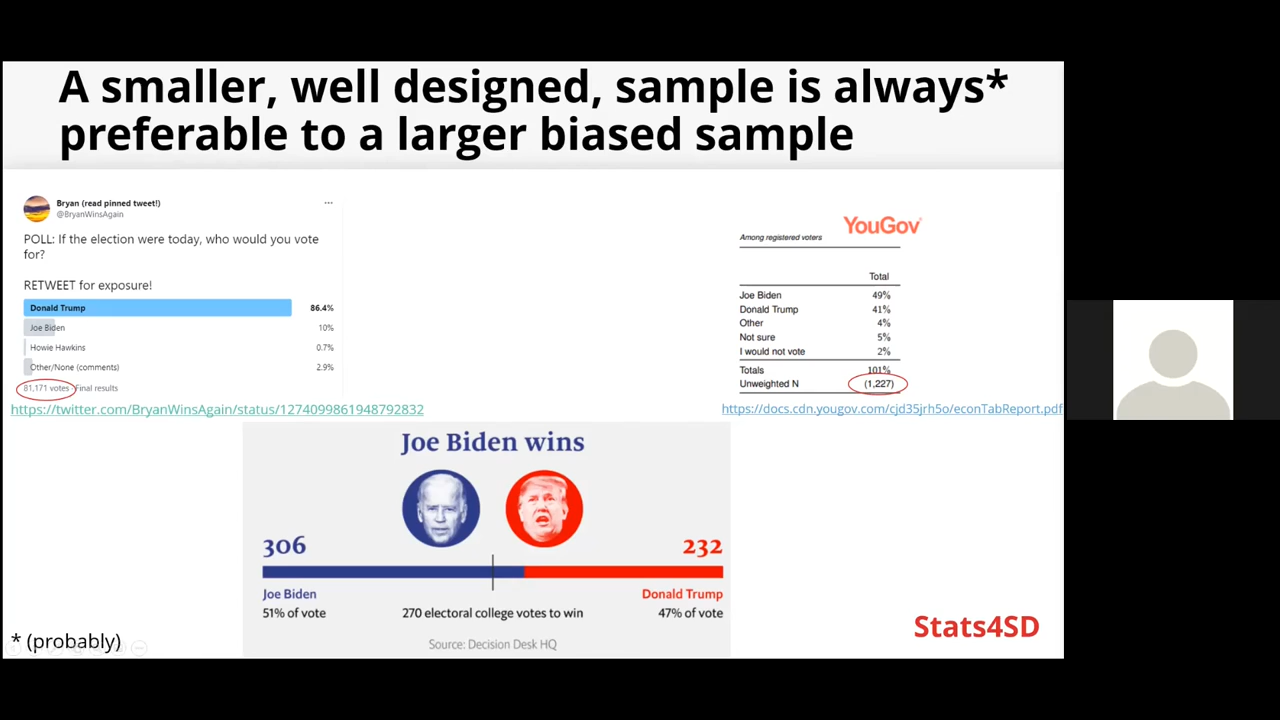 A smaller, well designed, sample is always*
preferable to a larger biased sample
Bryan (read pinned tweet!)
@BryanWinsAgain
POLL: If the election were today, who would you vote
for?
RETWEET for exposure!
Donald Trump 86.4%
Joe Biden 10%
Howie Hawkins 0.7%
Other/None (comments) 2.9%
81,171 votes · Final results
https://twitter.com/BryanWinsAgain/status/1274099861948792832
YouGov
Among registered voters
Total
Joe Biden 49%
Donald Trump 41%
Other 4%
Not sure 5%
I would not vote 2%
Totals 101%
Unweighted N (1,227)
https://docs.cdn.yougov.com/cjd35jrh5o/econTabReport.pdf
Joe Biden wins
306 232
Joe Biden Donald Trump
51% of vote 270 electoral college votes to win 47% of vote
Source: Decision Desk HQ
* (probably)
Stats4SD